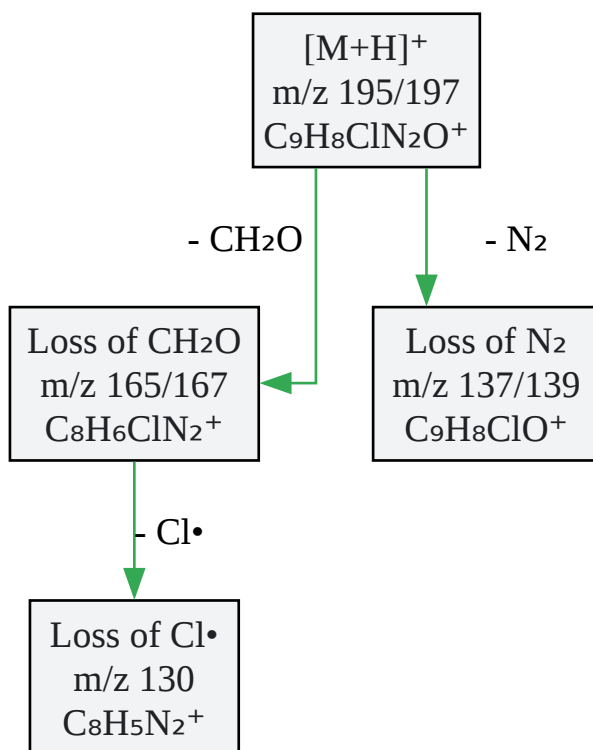 [M+H]⁺
m/z 195/197
C₉H₈ClN₂O⁺
- CH₂O
- N₂
Loss of CH₂O
m/z 165/167
C₈H₆ClN₂⁺
Loss of N₂
m/z 137/139
C₉H₈ClO⁺
- Cl•
Loss of Cl•
m/z 130
C₈H₅N₂⁺